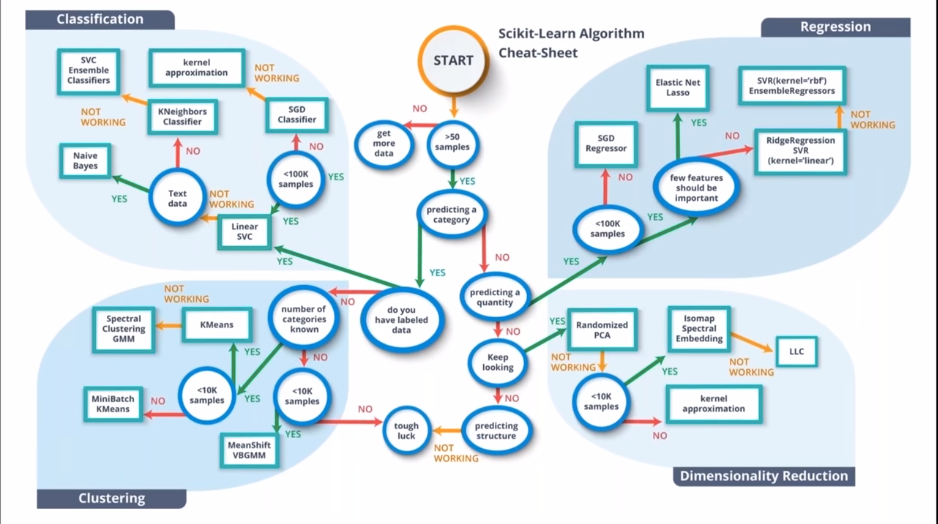 Classification
Scikit-Learn Algorithm
Cheat-Sheet
START
Regression
SVC
Ensemble
Classifiers
kernel
approximation
NOT
WORKING
NOT
WORKING
KNeighbors
Classifier
SGD
Classifier
NO
NO
Naive
Bayes
YES
Text
data
NOT
WORKING
<100K
samples
YES
YES
Linear
SVC
YES
NO
get
more
data
>50
samples
YES
predicting a
category
YES
NO
do you
have labeled
data
NO
predicting a
quantity
YES
NO
Keep
looking
YES
NO
predicting
structure
NOT
WORKING
tough
luck
Elastic Net
Lasso
SVR(kernel='rbf')
EnsembleRegressors
YES
NOT
WORKING
NO
SGD
Regressor
RidgeRegression
SVR
(kernel='linear')
NO
few features
should be
important
<100K
samples
YES
NOT
WORKING
Spectral
Clustering
GMM
KMeans
number of
categories
known
YES
NO
<10K
samples
YES
MiniBatch
KMeans
NO
<10K
samples
NO
YES
MeanShift
VBGMM
Clustering
Randomized
PCA
Isomap
Spectral
Embedding
NOT
WORKING
LLC
NOT
WORKING
YES
<10K
samples
kernel
approximation
NO
Dimensionality Reduction